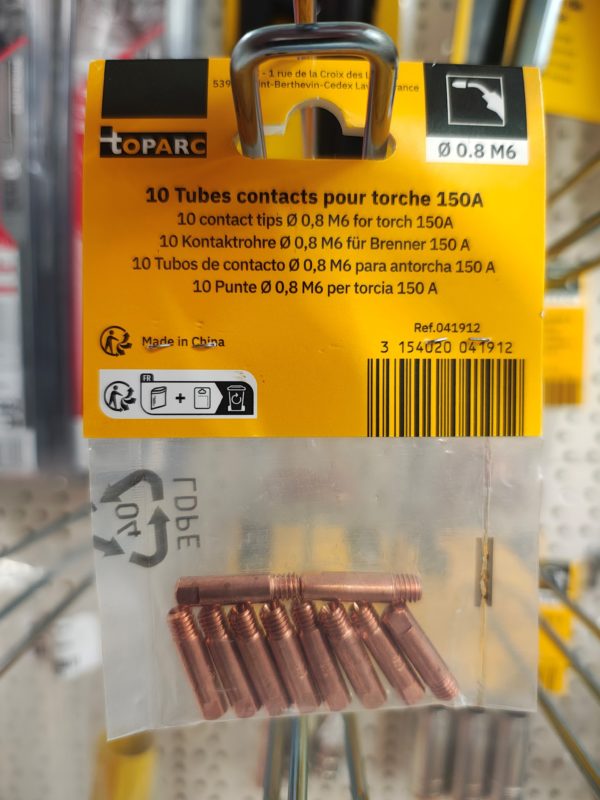 - 1 rue de la Croix des
539 int-Berthevin-Cedex La rance
TOPARC
Ø 0.8 M6
10 Tubes contacts pour torche 150A
10 contact tips Ø 0,8 M6 for torch 150A
10 Kontaktrohre Ø 0,8 M6 für Brenner 150 A
10 Tubos de contacto Ø 0,8 M6 para antorcha 150 A
10 Punte Ø 0,8 M6 per torcia 150 A
Made in China
Ref.041912
3 154020 041912
FR
+
04
LDPE